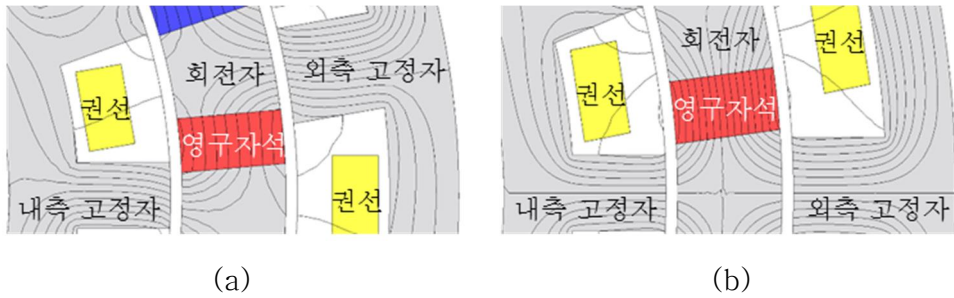 회전자
외측 고정자
권선
영구자석
권선
내측 고정자
(a)
회전자
권선
권선
영구자석
내측 고정자
외측 고정자
(b)